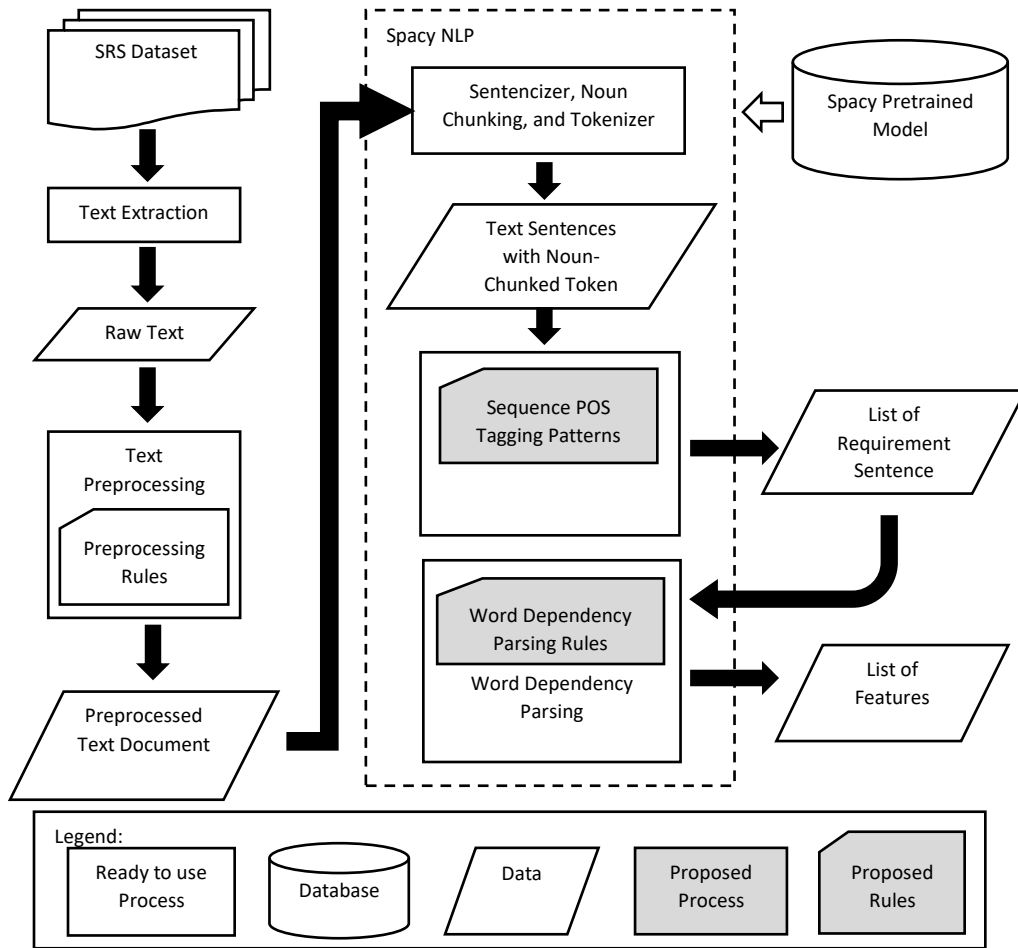 SRS Dataset
Text Extraction
Raw Text
Text
Preprocessing
Preprocessing
Rules
Preprocessed
Text Document
Spacy NLP
Sentencizer, Noun
Chunking, and Tokenizer
Spacy Pretrained
Model
Text Sentences
with Noun-
Chunked Token
Sequence POS
Tagging Patterns
List of
Requirement
Sentence
Word Dependency
Parsing Rules
Word Dependency
Parsing
List of
Features
Legend:
Ready to use
Process
Database
Data
Proposed
Process
Proposed
Rules